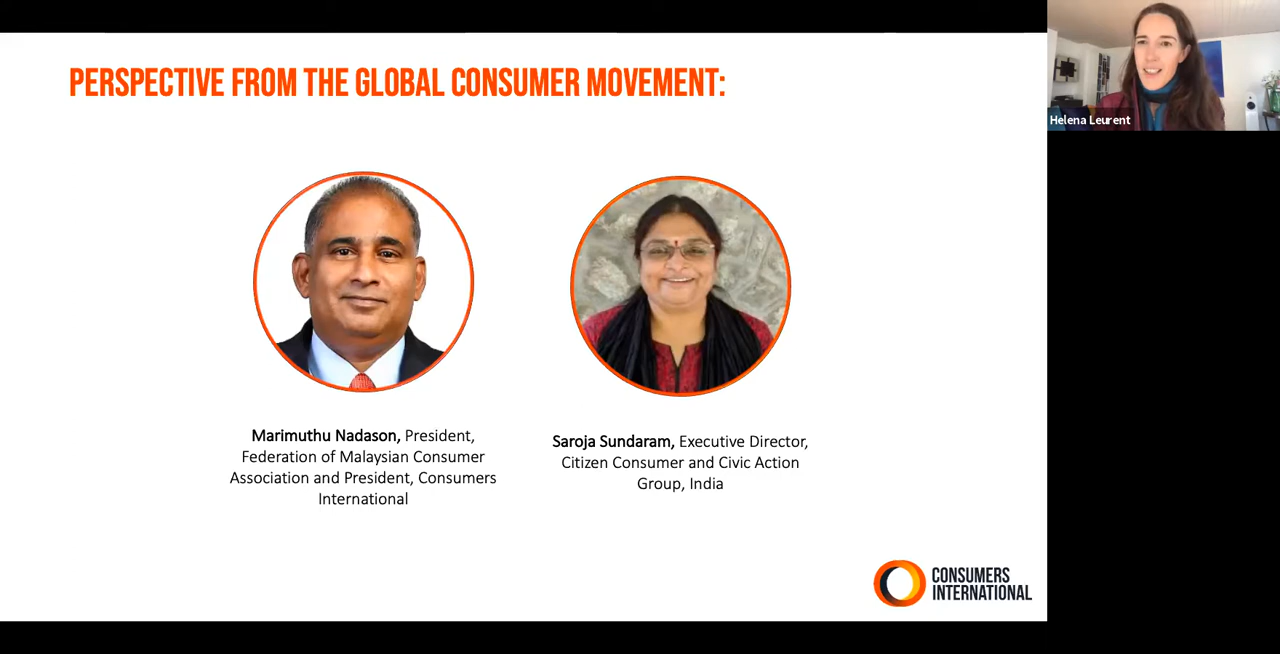 PERSPECTIVE FROM THE GLOBAL CONSUMER MOVEMENT:
Helena Leurent
Marimuthu Nadason, President,
Federation of Malaysian Consumer
Association and President, Consumers
International
Saroja Sundaram, Executive Director,
Citizen Consumer and Civic Action
Group, India
CONSUMERS
INTERNATIONAL